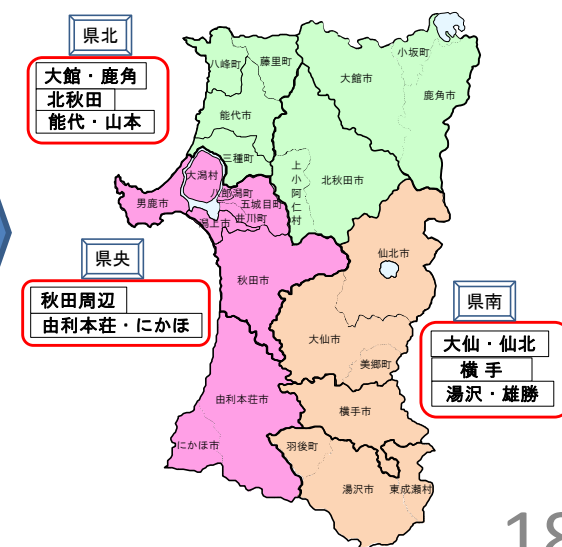 県北
大館・鹿角
北秋田
能代・山本
八峰町
藤里町
小坂町
大館市
鹿角市
能代市
三種町
上小阿仁村
北秋田市
大潟村
八郎潟町
男鹿市
五城目町
井川町
潟上市
県央
秋田周辺
由利本荘・にかほ
秋田市
仙北市
県南
大仙・仙北
横 手
湯沢・雄勝
大仙市
美郷町
由利本荘市
横手市
にかほ市
羽後町
湯沢市
東成瀬村
18